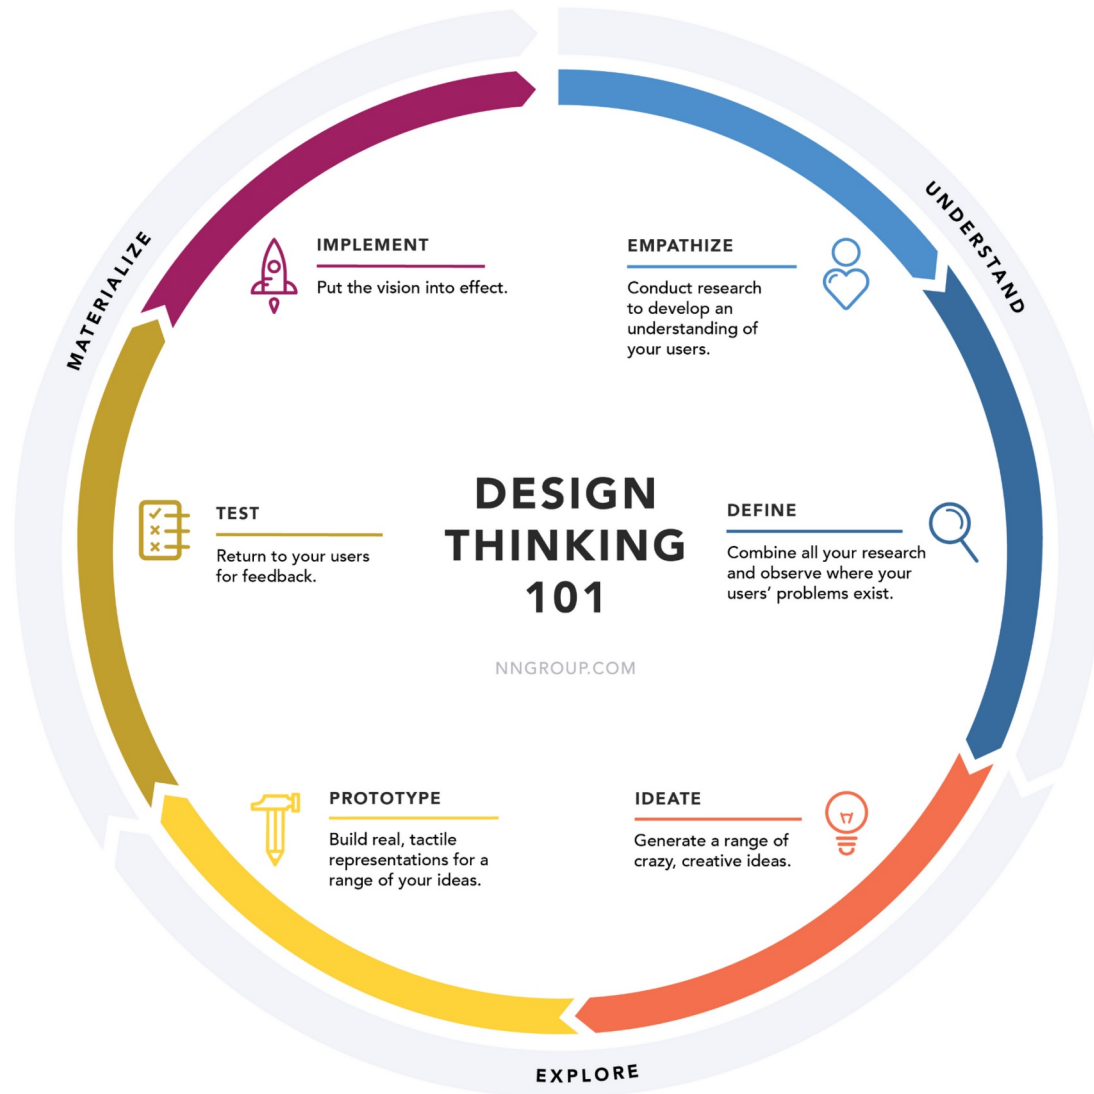 UNDERSTAND
EMPATHIZE
Conduct research
to develop an
understanding of
your users.
DEFINE
Combine all your research
and observe where your
users’ problems exist.
EXPLORE
IDEATE
Generate a range of
crazy, creative ideas.
PROTOTYPE
Build real, tactile
representations for a
range of your ideas.
MATERIALIZE
TEST
Return to your users
for feedback.
IMPLEMENT
Put the vision into effect.
DESIGN
THINKING
101
NNGROUP.COM